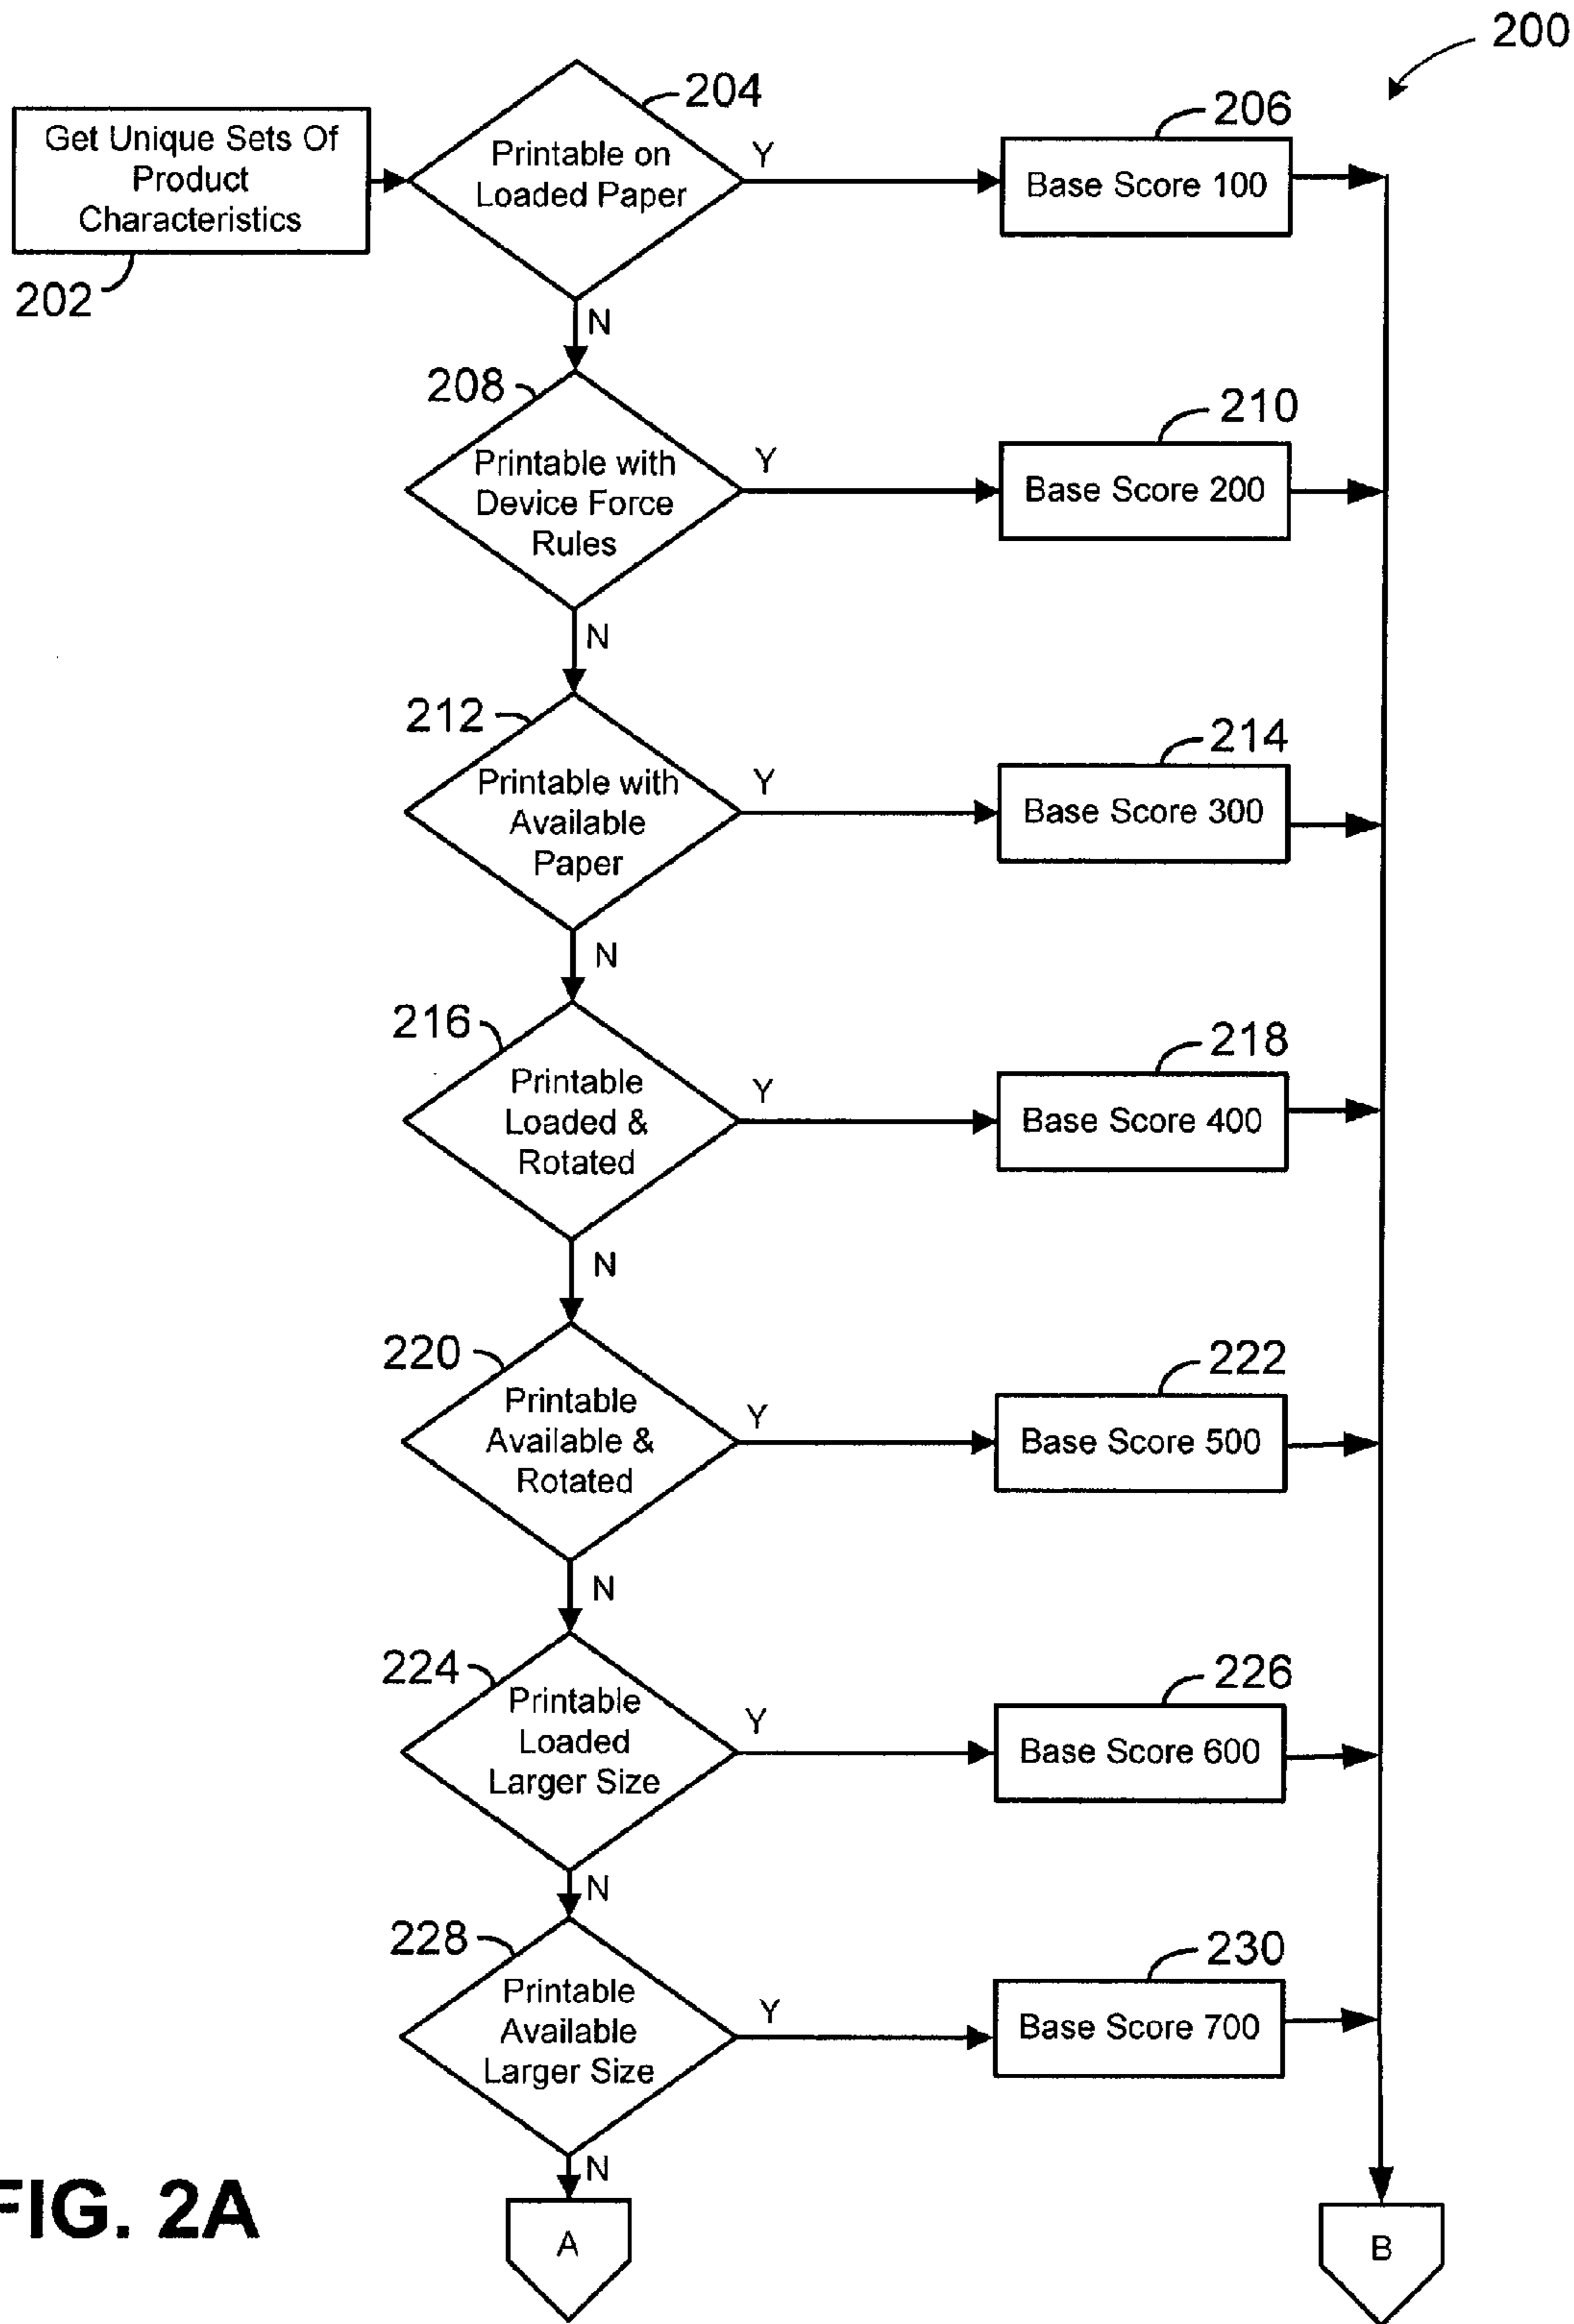 200
204
206
Get Unique Sets Of
Product
Characteristics
Printable on
Loaded Paper
Y
Base Score 100
202
N
208
210
Printable with
Device Force
Rules
Y
Base Score 200
N
212
214
Printable with
Available
Paper
Y
Base Score 300
N
216
218
Printable
Loaded &
Rotated
Y
Base Score 400
N
220
222
Printable
Available &
Rotated
Y
Base Score 500
N
224
226
Printable
Loaded
Larger Size
Y
Base Score 600
N
228
230
Printable
Available
Larger Size
Y
Base Score 700
N
FIG. 2A
A
B